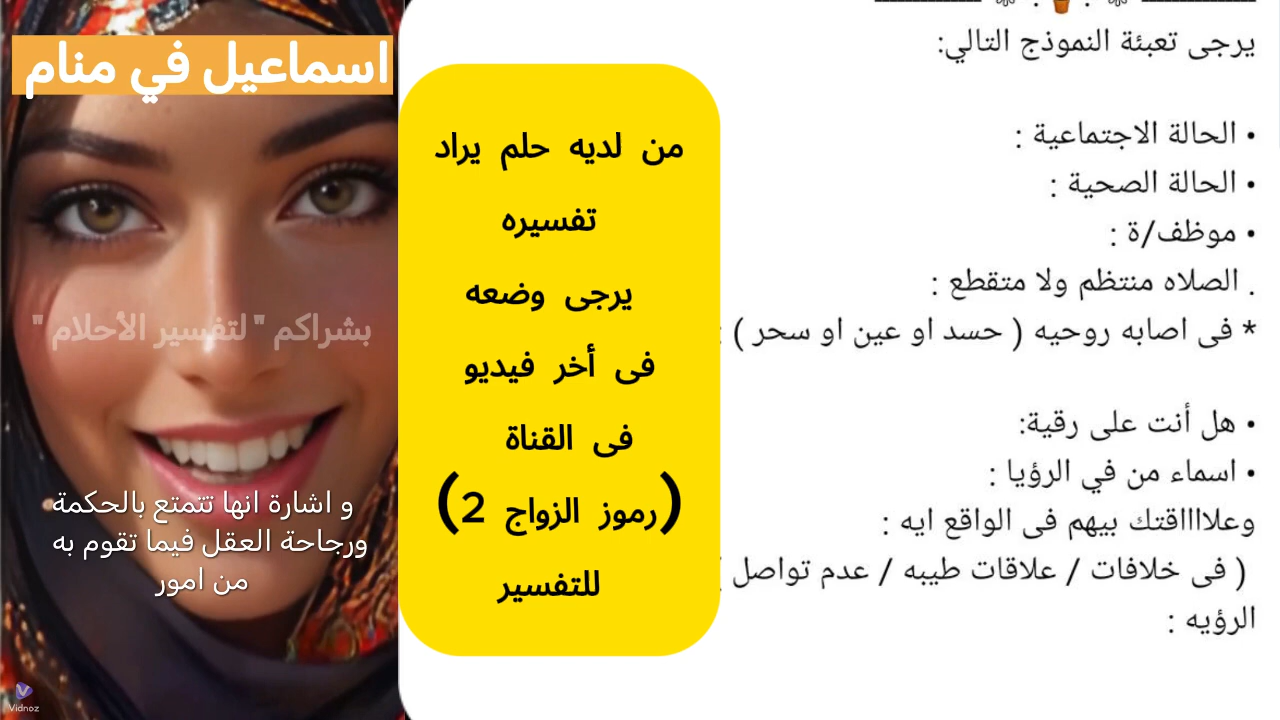 اسماعيل في منام
بشراكم " لتفسير الأحلام "
و اشارة انها تتمتع بالحكمة
ورجاحة العقل فيما تقوم به
من امور
Vidnoz
من لديه حلم يراد
تفسيره
يرجى وضعه
فى أخر فيديو
فى القناة
(رموز الزواج 2)
للتفسير
يرجى تعبئة النموذج التالي:
• الحالة الاجتماعية :
• الحالة الصحية :
• موظف/ة :
. الصلاه منتظم ولا متقطع :
* فى اصابه روحيه ( حسد او عين او سحر ) :
• هل أنت على رقية:
• اسماء من في الرؤيا :
وعلاااقتك بيهم فى الواقع ايه :
( فى خلافات / علاقات طيبه / عدم تواصل )
الرؤيه :